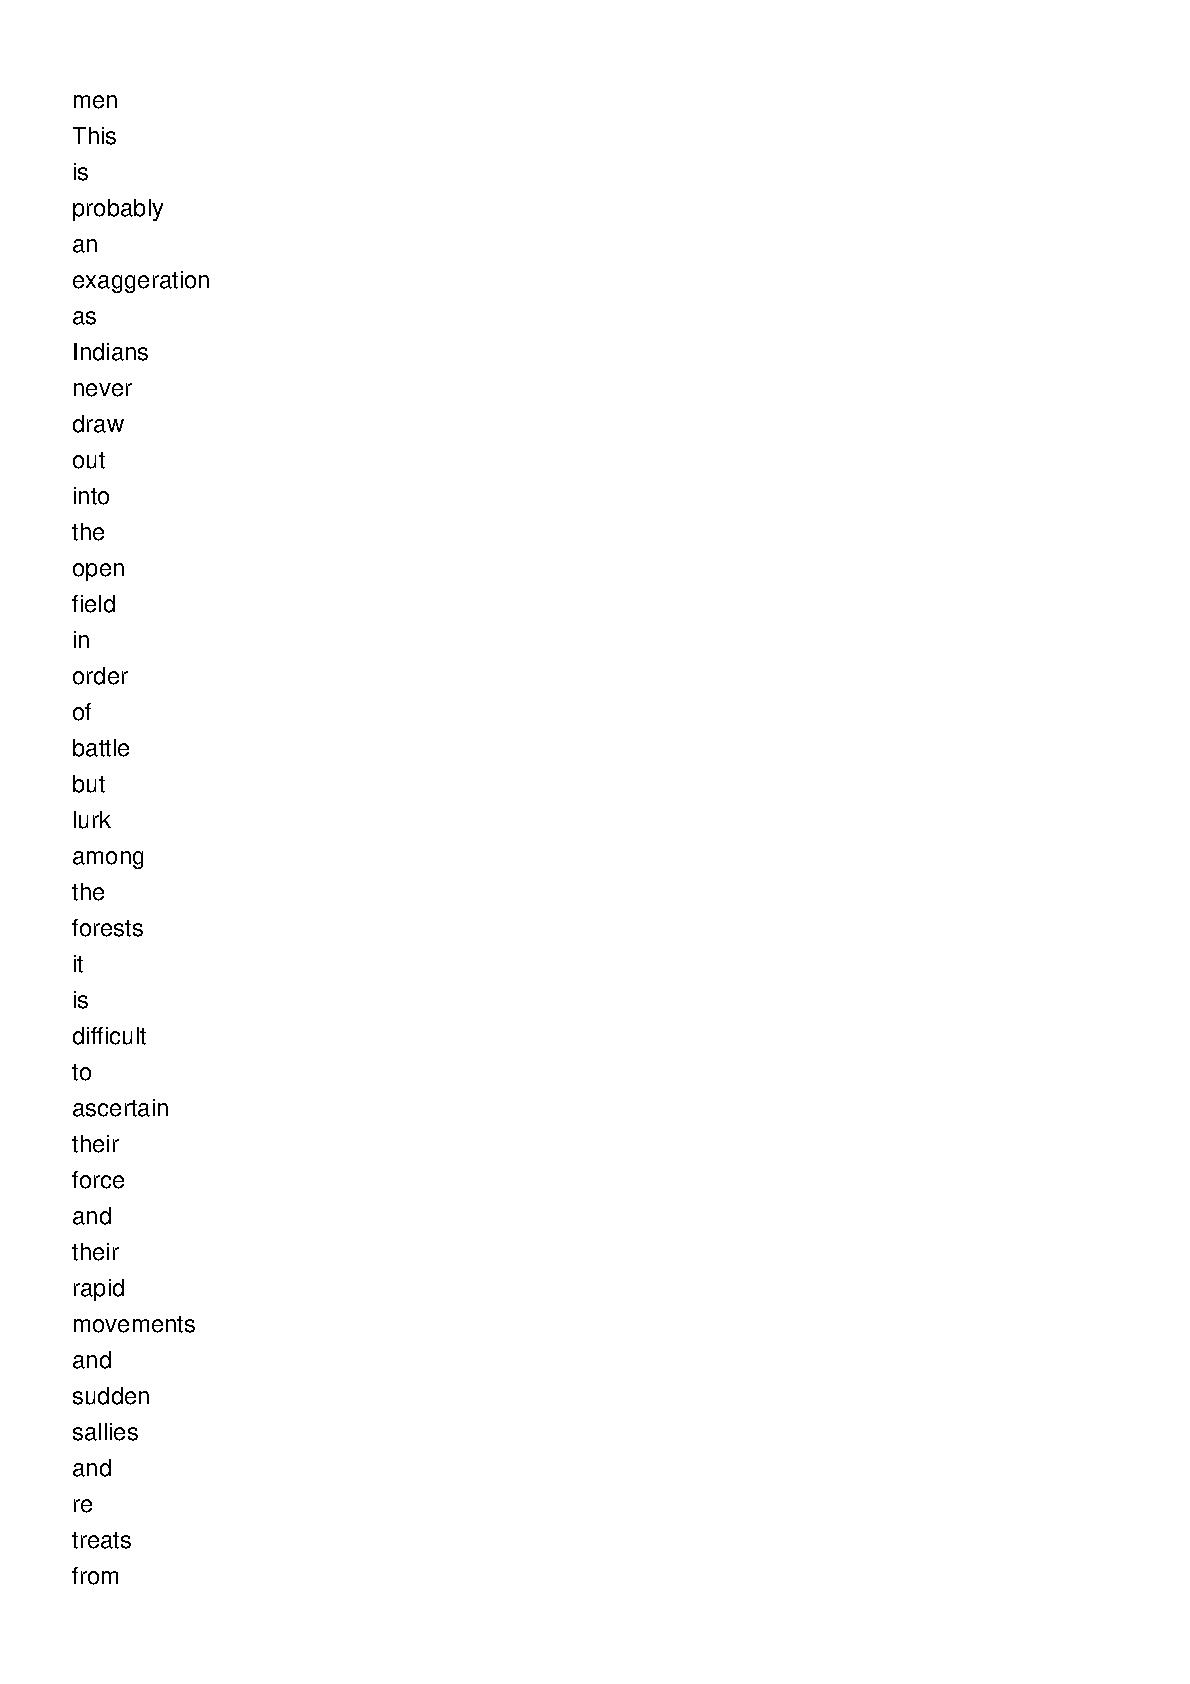 men
This
is
probably
an
exaggeration
as
Indians
never
draw
out
into
the
open
field
in
order
of
battle
but
lurk
among
the
forests
it
is
difficult
to
ascertain
their
force
and
their
rapid
movements
and
sudden
sallies
and
re
treats
from